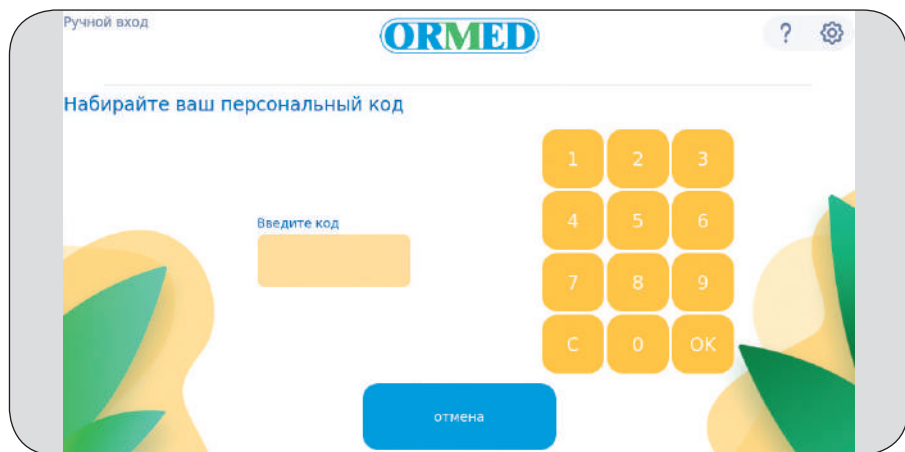 Ручной вход
ORMED
?
Набирайте ваш персональный код
1 2 3
Введите код
4 5 6
7 8 9
C 0 OK
отмена